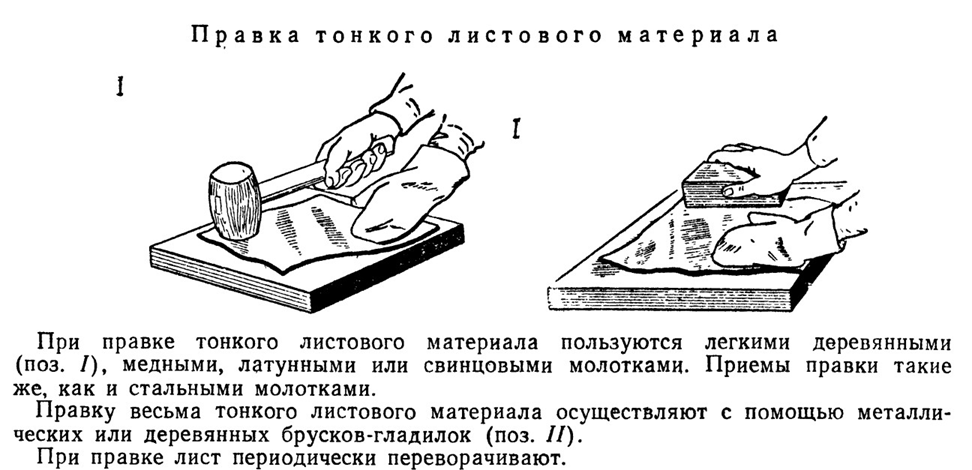 Правка тонкого листового материала
I
I
При правке тонкого листового материала пользуются легкими деревянными
(поз. I), медными, латунными или свинцовыми молотками. Приемы правки такие
же, как и стальными молотками.
Правку весьма тонкого листового материала осуществляют с помощью металли-
ческих или деревянных брусков-гладилок (поз. II).
При правке лист периодически переворачивают.